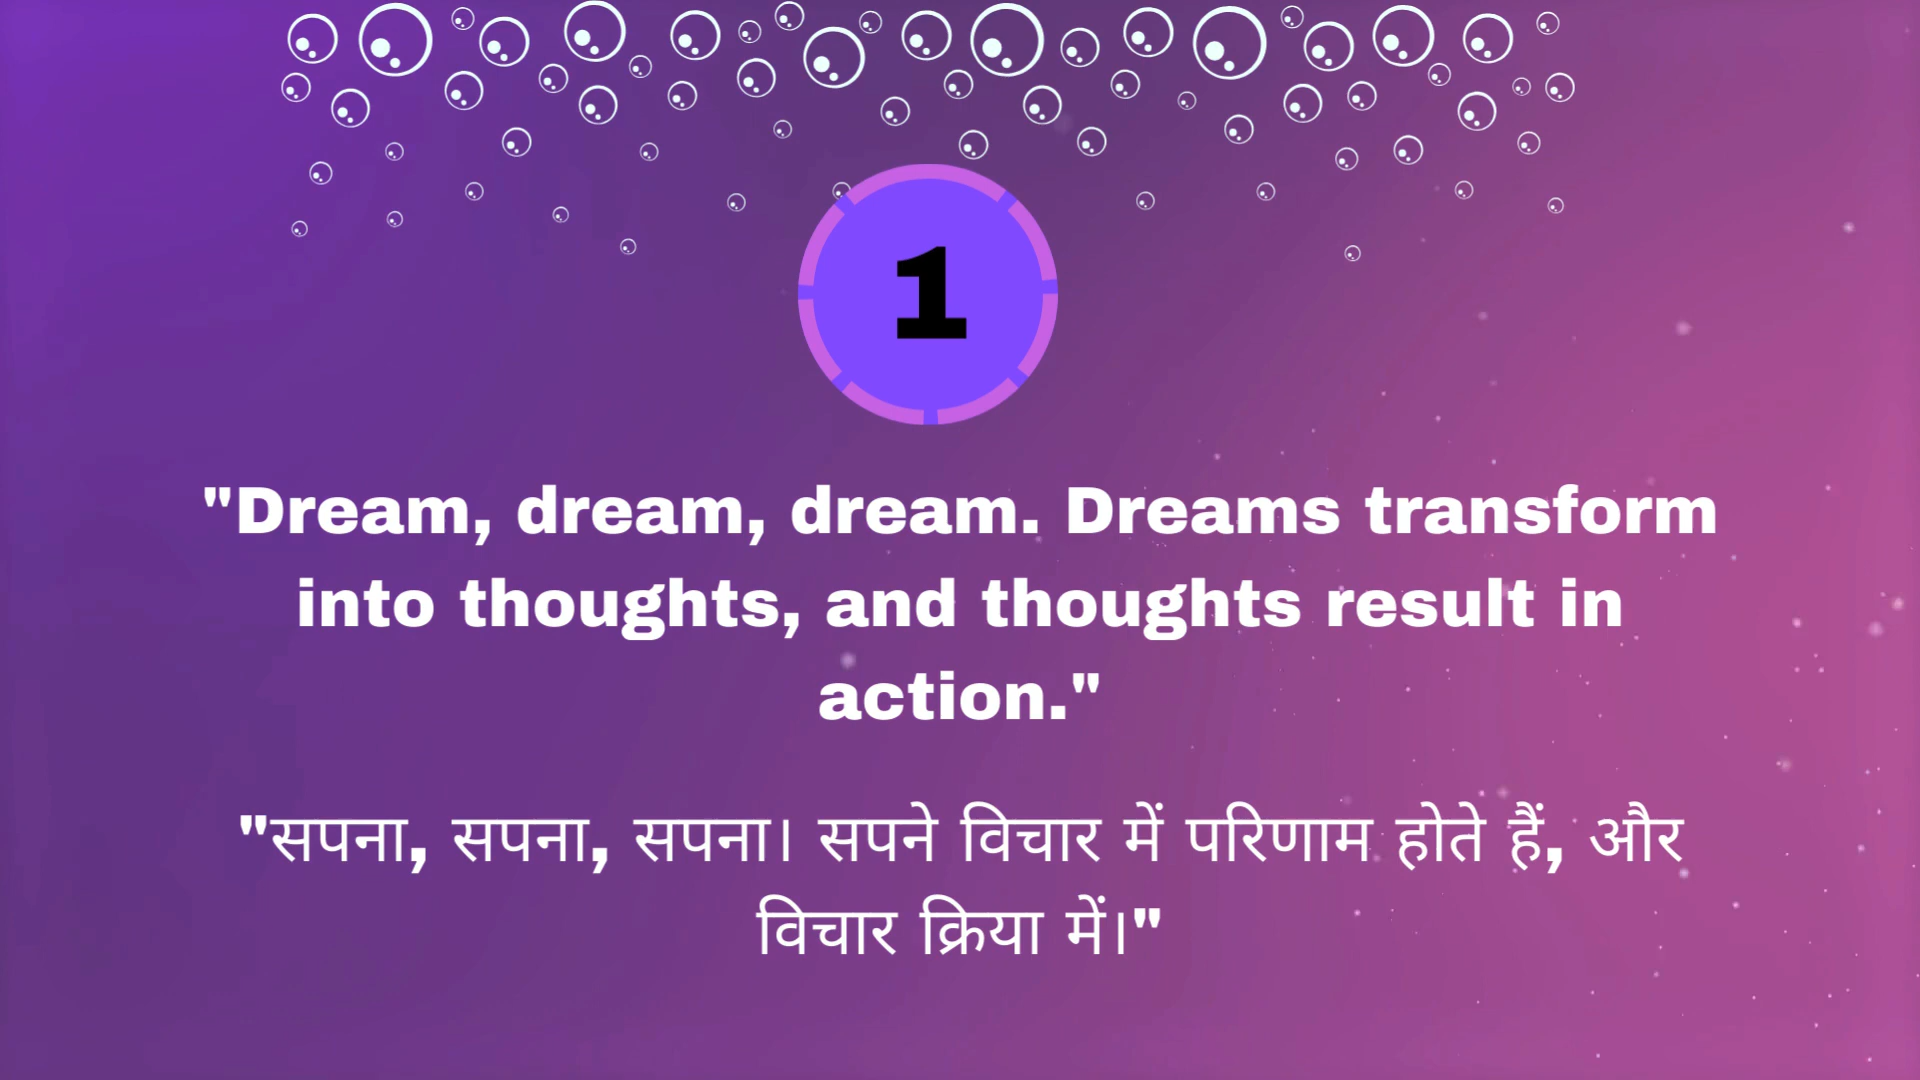 1
"Dream, dream, dream. Dreams transform
into thoughts, and thoughts result in
action."
"सपना, सपना, सपना। सपने विचार में परिणाम होते हैं, और
विचार क्रिया में।"